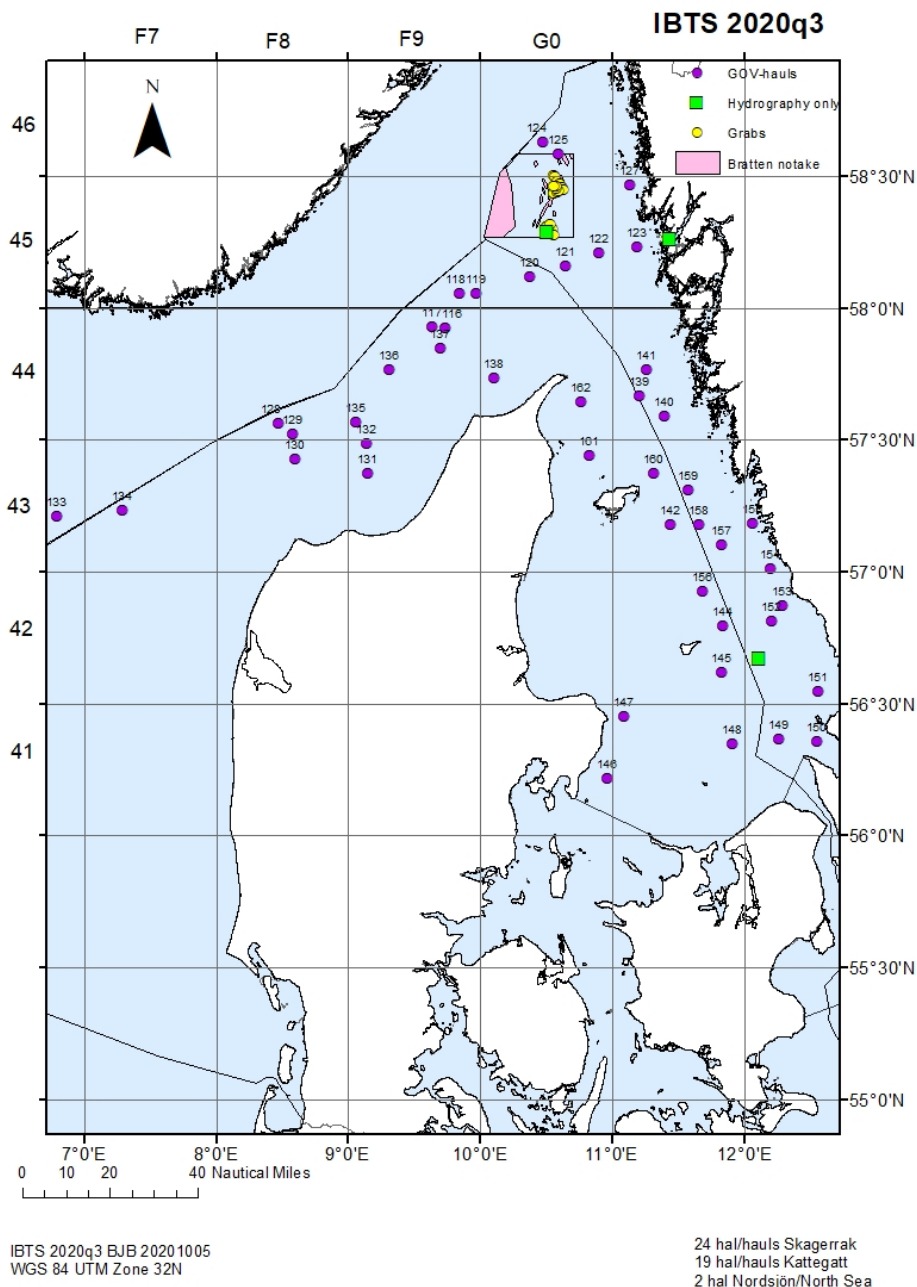 IBTS 2020q3
F7 F8 F9 G0
N
GOV-hauls
Hydrography only
Grabs
Bratten notake
46
124
125
127
58°30'N
45
123
122
121
120
118 119
58°0'N
116
137
44
136
138
141
139
140
162
128
129
135
132
130
131
57°30'N
161
160
159
43
133
134
142
158
157
154
57°0'N
156
153
152
42
144
145
151
147
56°30'N
41
148
149
150
146
56°0'N
55°30'N
55°0'N
7°0'E 8°0'E 9°0'E 10°0'E 11°0'E 12°0'E
0 10 20 40 Nautical Miles
IBTS 2020q3 BJB 20201005
WGS 84 UTM Zone 32N
24 hal/hauls Skagerrak
19 hal/hauls Kattegatt
2 hal Nordsjön/North Sea